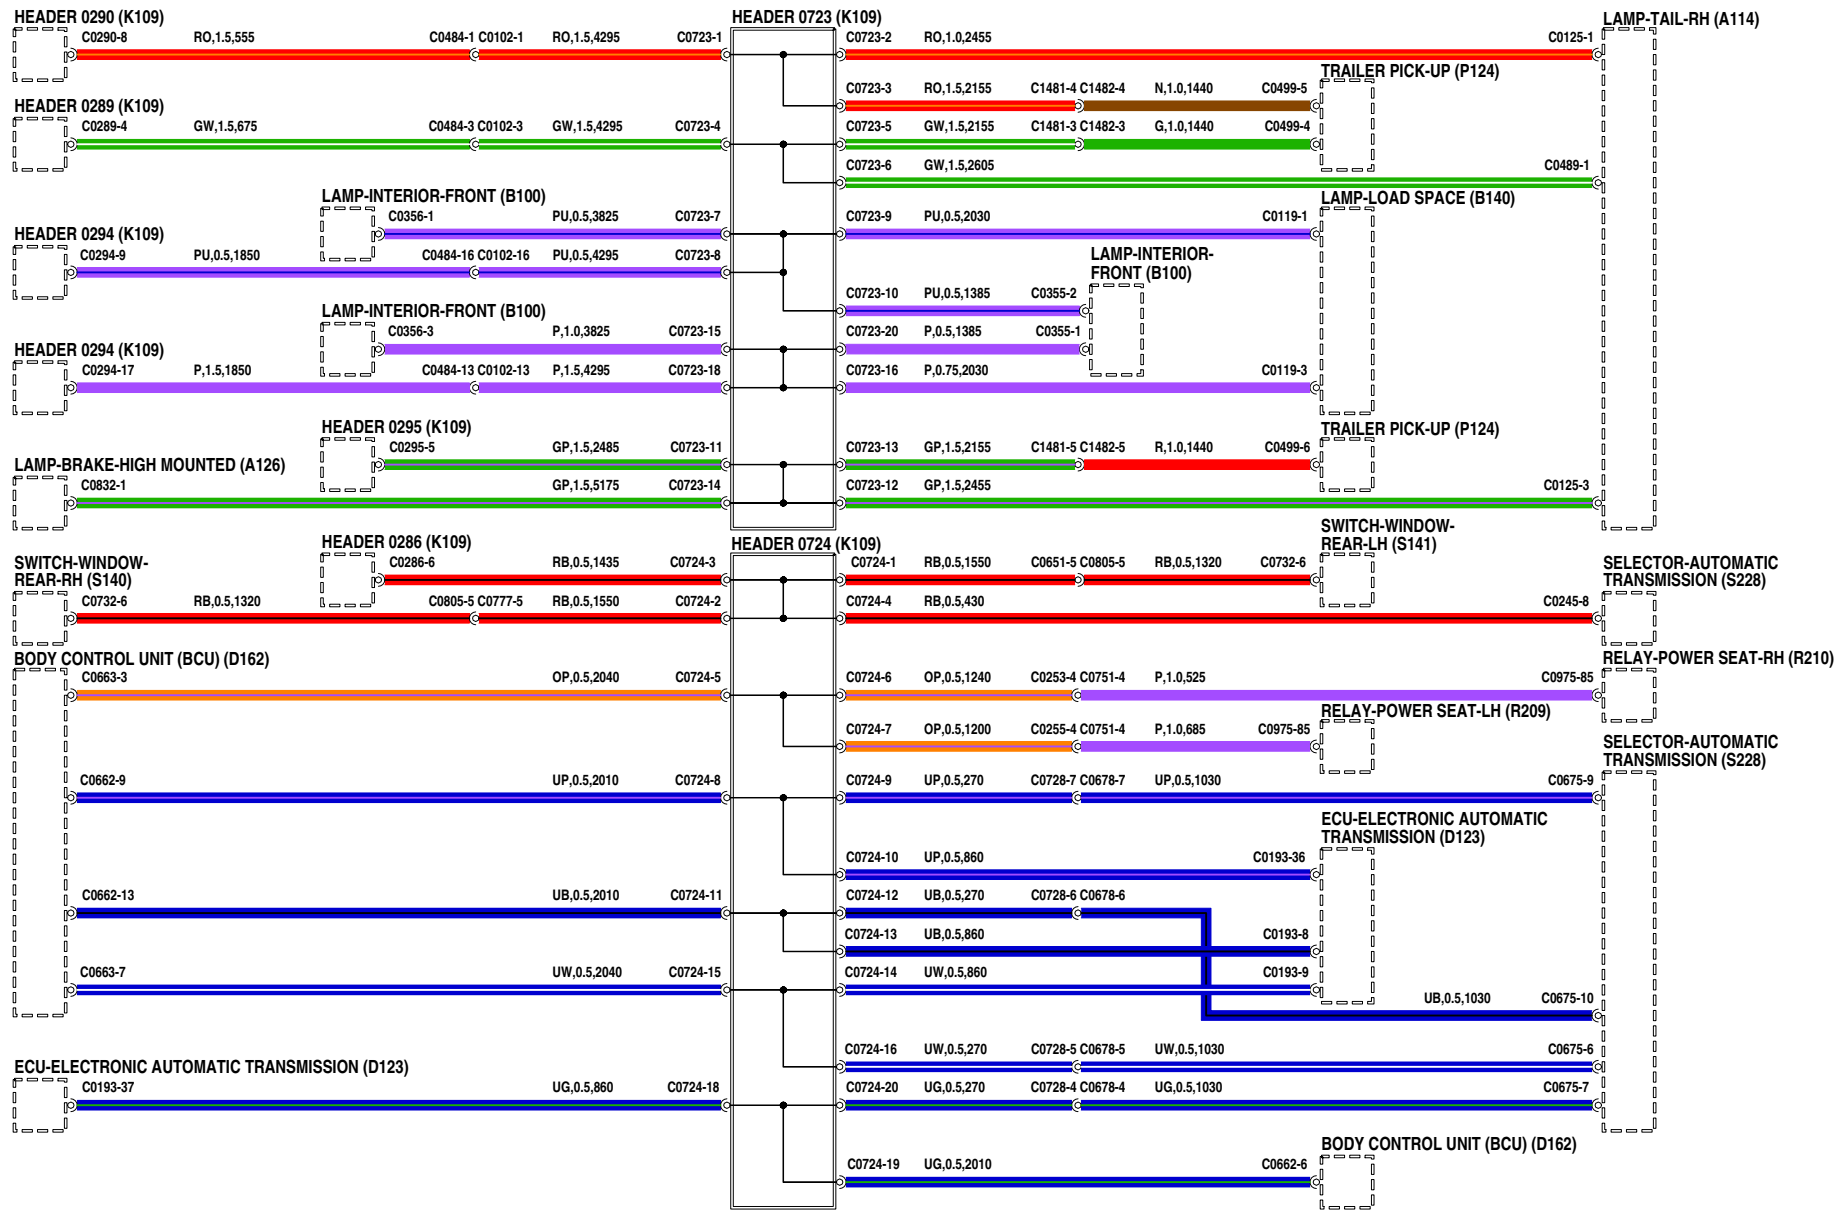 HEADER 0290 (K109)
HEADER 0723 (K109)
LAMP-TAIL-RH (A114)
C0290-8 RO,1.5,555 C0484-1 C0102-1 RO,1.5,4295 C0723-1
C0723-2 RO,1.0,2455 C0125-1
TRAILER PICK-UP (P124)
C0723-3 RO,1.5,2155 C1481-4 C1482-4 N,1.0,1440 C0499-5
HEADER 0289 (K109)
C0289-4 GW,1.5,675 C0484-3 C0102-3 GW,1.5,4295 C0723-4
C0723-5 GW,1.5,2155 C1481-3 C1482-3 G,1.0,1440 C0499-4
C0723-6 GW,1.5,2605 C0489-1
LAMP-INTERIOR-FRONT (B100)
LAMP-LOAD SPACE (B140)
C0356-1 PU,0.5,3825 C0723-7
C0723-9 PU,0.5,2030 C0119-1
HEADER 0294 (K109)
C0294-9 PU,0.5,1850 C0484-16 C0102-16 PU,0.5,4295 C0723-8
LAMP-INTERIOR-
FRONT (B100)
C0723-10 PU,0.5,1385 C0355-2
LAMP-INTERIOR-FRONT (B100)
C0356-3 P,1.0,3825 C0723-15
C0723-20 P,0.5,1385 C0355-1
HEADER 0294 (K109)
C0294-17 P,1.5,1850 C0484-13 C0102-13 P,1.5,4295 C0723-18
C0723-16 P,0.75,2030 C0119-3
HEADER 0295 (K109)
TRAILER PICK-UP (P124)
C0295-5 GP,1.5,2485 C0723-11
C0723-13 GP,1.5,2155 C1481-5 C1482-5 R,1.0,1440 C0499-6
LAMP-BRAKE-HIGH MOUNTED (A126)
C0832-1 GP,1.5,5175 C0723-14
C0723-12 GP,1.5,2455 C0125-3
HEADER 0286 (K109)
HEADER 0724 (K109)
SWITCH-WINDOW-
REAR-LH (S141)
C0286-6 RB,0.5,1435 C0724-3
C0724-1 RB,0.5,1550 C0651-5 C0805-5 RB,0.5,1320 C0732-6
SWITCH-WINDOW-
REAR-RH (S140)
SELECTOR-AUTOMATIC
TRANSMISSION (S228)
C0732-6 RB,0.5,1320 C0805-5 C0777-5 RB,0.5,1550 C0724-2
C0724-4 RB,0.5,430 C0245-8
BODY CONTROL UNIT (BCU) (D162)
RELAY-POWER SEAT-RH (R210)
C0663-3 OP,0.5,2040 C0724-5
C0724-6 OP,0.5,1240 C0253-4 C0751-4 P,1.0,525 C0975-85
RELAY-POWER SEAT-LH (R209)
C0724-7 OP,0.5,1200 C0255-4 C0751-4 P,1.0,685 C0975-85
SELECTOR-AUTOMATIC
TRANSMISSION (S228)
C0662-9 UP,0.5,2010 C0724-8
C0724-9 UP,0.5,270 C0728-7 C0678-7 UP,0.5,1030 C0675-9
ECU-ELECTRONIC AUTOMATIC
TRANSMISSION (D123)
C0724-10 UP,0.5,860 C0193-36
C0662-13 UB,0.5,2010 C0724-11
C0724-12 UB,0.5,270 C0728-6 C0678-6
C0724-13 UB,0.5,860 C0193-8
C0663-7 UW,0.5,2040 C0724-15
C0724-14 UW,0.5,860 C0193-9
UB,0.5,1030 C0675-10
C0724-16 UW,0.5,270 C0728-5 C0678-5 UW,0.5,1030 C0675-6
ECU-ELECTRONIC AUTOMATIC TRANSMISSION (D123)
C0193-37 UG,0.5,860 C0724-18
C0724-20 UG,0.5,270 C0728-4 C0678-4 UG,0.5,1030 C0675-7
BODY CONTROL UNIT (BCU) (D162)
C0724-19 UG,0.5,2010 C0662-6